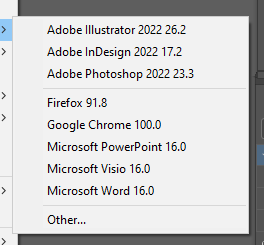 Adobe Illustrator 2022 26.2
Adobe InDesign 2022 17.2
Adobe Photoshop 2022 23.3
Firefox 91.8
Google Chrome 100.0
Microsoft PowerPoint 16.0
Microsoft Visio 16.0
Microsoft Word 16.0
Other...